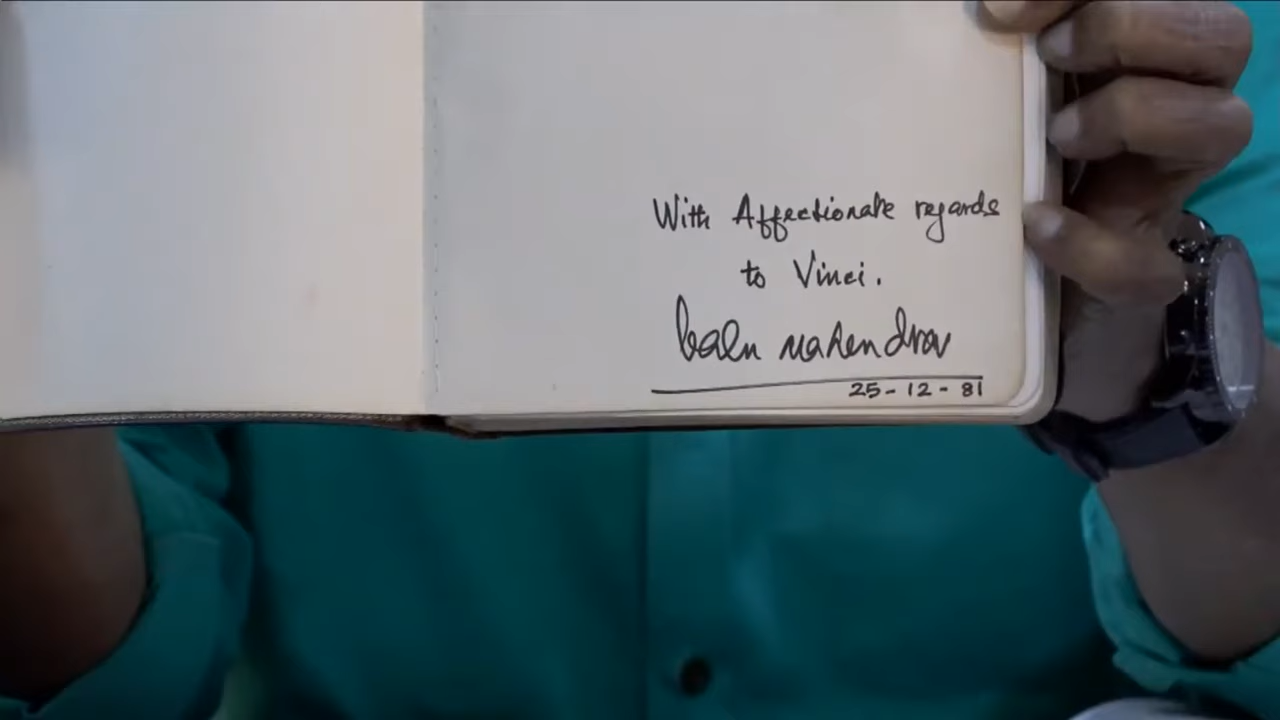 With Affectionate regards
to Vinci.
balu mahendra
25-12-81